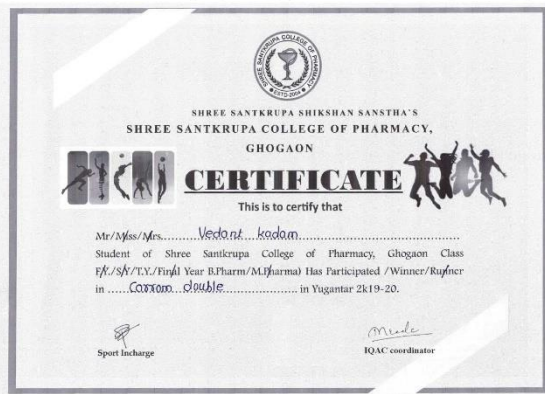 SHREE SANTKRUPA COLLEGE OF PHARMACY
ESTD-2004
SHREE SANTKRUPA SHIKSHAN SANSTHA'S
SHREE SANTKRUPA COLLEGE OF PHARMACY,
GHOGAON
CERTIFICATE
This is to certify that
Mr/Miss/Mrs. Vedant kadam
Student of Shree Santkrupa College of Pharmacy, Ghogaon Class
F.Y./S.Y/T.Y./Final Year B.Pharm/M.Pharma) Has Participated /Winner/Runner
in ...... Carrom double ...... in Yugantar 2k19-20.
Sport Incharge
IQAC coordinator